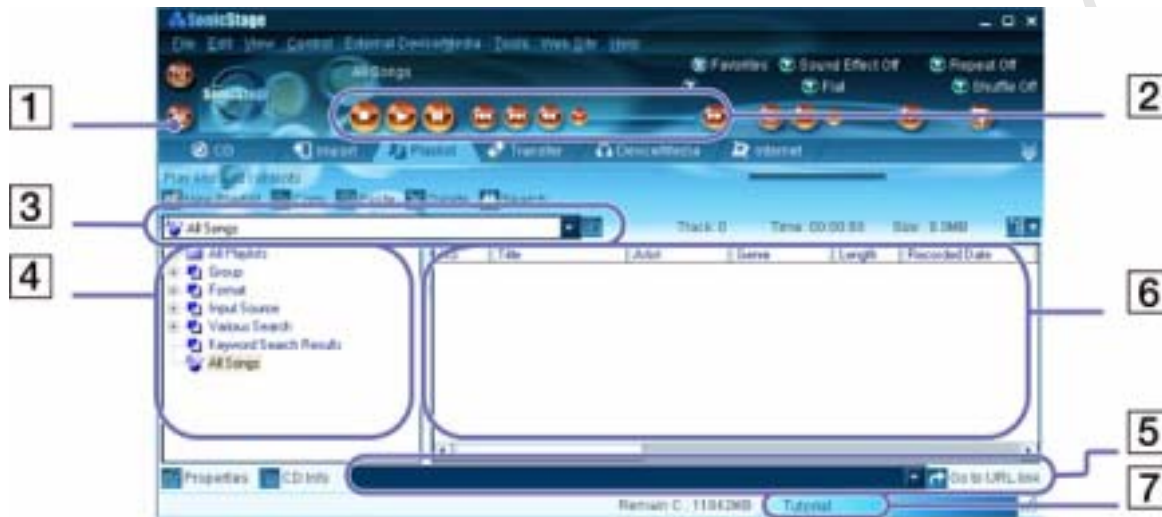 SonicStage
File Edit View Control External Device/Media Tools Web Site Help
All Songs
Favorites Sound Effect Off Repeat Off
SonicStage Flat Shuffle Off
1
2
CD Import Playlist Transfer Device/Media Internet
New Playlist Copy Paste Delete Search
3
All Songs Track: 0 Time: 00:00:00 Size: 0.0MB
4
All Playlists
Group
Format
Input Source
Various Search
Keyword Search Results
All Songs
Title Artist Genre Length Recorded Date
6
5
Properties CD Info Go to URL link
7
Remain C: 11842MB Tutorial